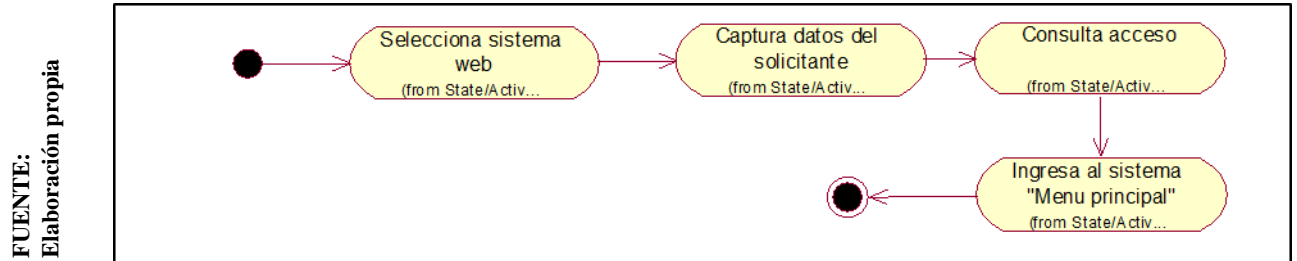 FUENTE:
Elaboración propia
Selecciona sistema
web
(from State/Activ...
Captura datos del
solicitante
(from State/Activ...
Consulta acceso
(from State/Activ...
Ingresa al sistema
"Menu principal"
(from State/Activ...